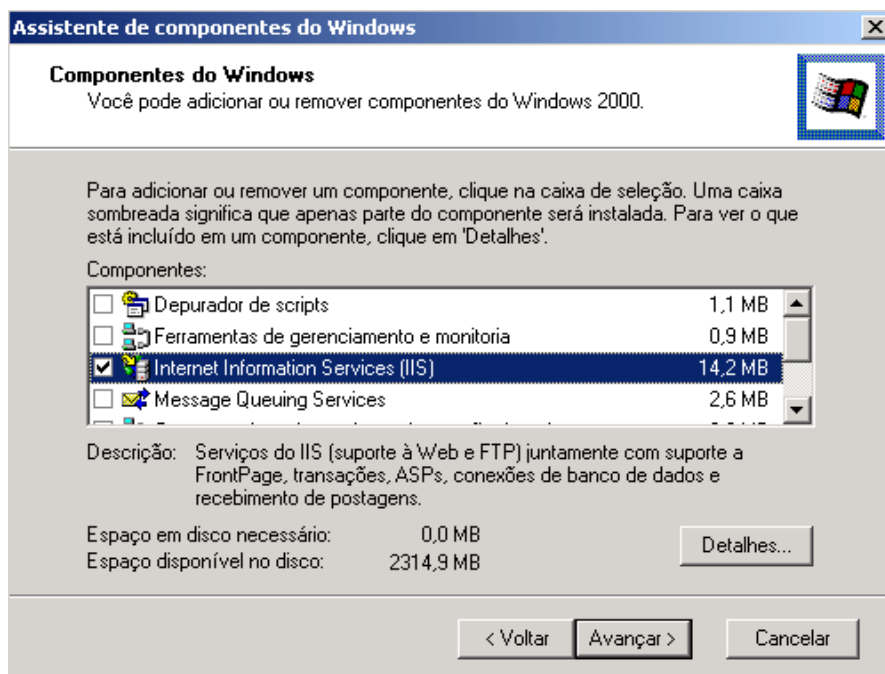 Assistente de componentes do Windows
Componentes do Windows
Você pode adicionar ou remover componentes do Windows 2000.
Para adicionar ou remover um componente, clique na caixa de seleção. Uma caixa
sombreada significa que apenas parte do componente será instalada. Para ver o que
está incluído em um componente, clique em 'Detalhes'.
Componentes:
Depurador de scripts 1,1 MB
Ferramentas de gerenciamento e monitoria 0,9 MB
Internet Information Services (IIS) 14,2 MB
Message Queuing Services 2,6 MB
Descrição: Serviços do IIS (suporte à Web e FTP) juntamente com suporte a
FrontPage, transações, ASPs, conexões de banco de dados e
recebimento de postagens.
Espaço em disco necessário: 0,0 MB
Espaço disponível no disco: 2314,9 MB
Detalhes...
< Voltar Avançar > Cancelar